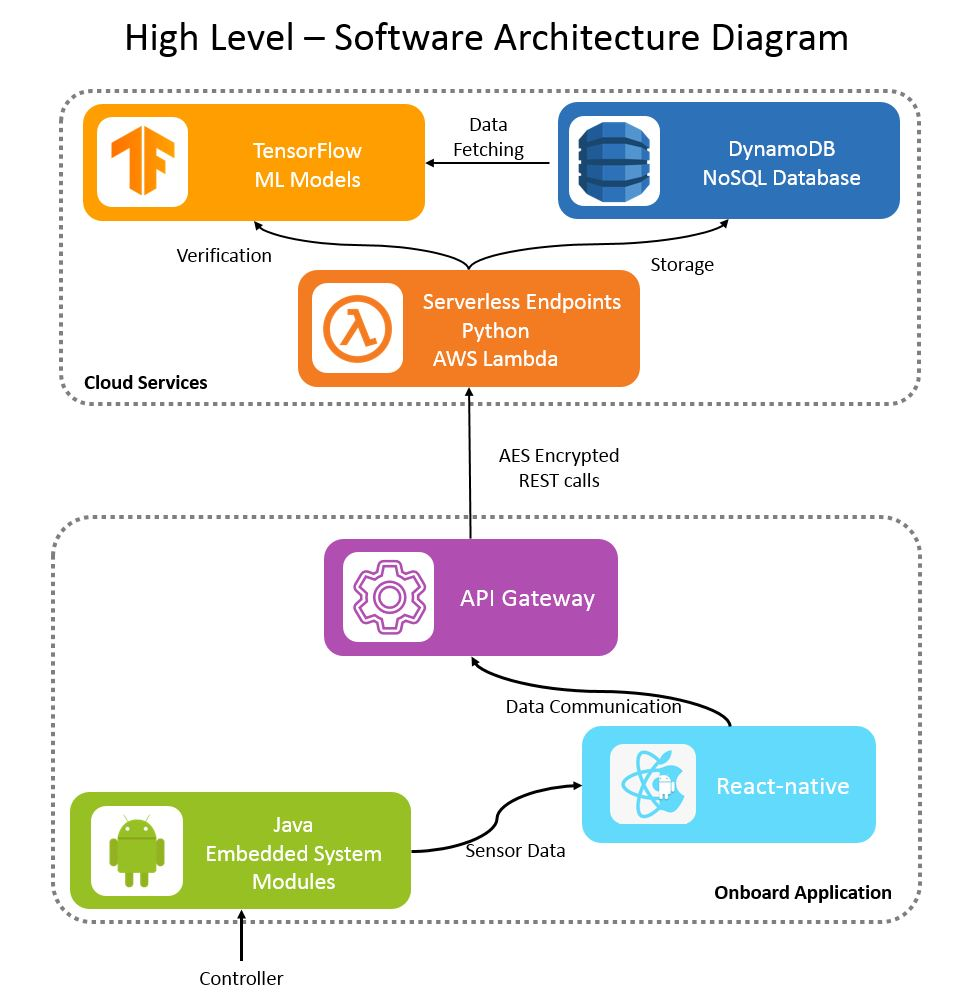 High Level – Software Architecture Diagram
TensorFlow
ML Models
Data
Fetching
DynamoDB
NoSQL Database
Verification
Storage
Serverless Endpoints
Python
AWS Lambda
Cloud Services
AES Encrypted
REST calls
API Gateway
Data Communication
React-native
Java
Embedded System
Modules
Sensor Data
Onboard Application
Controller